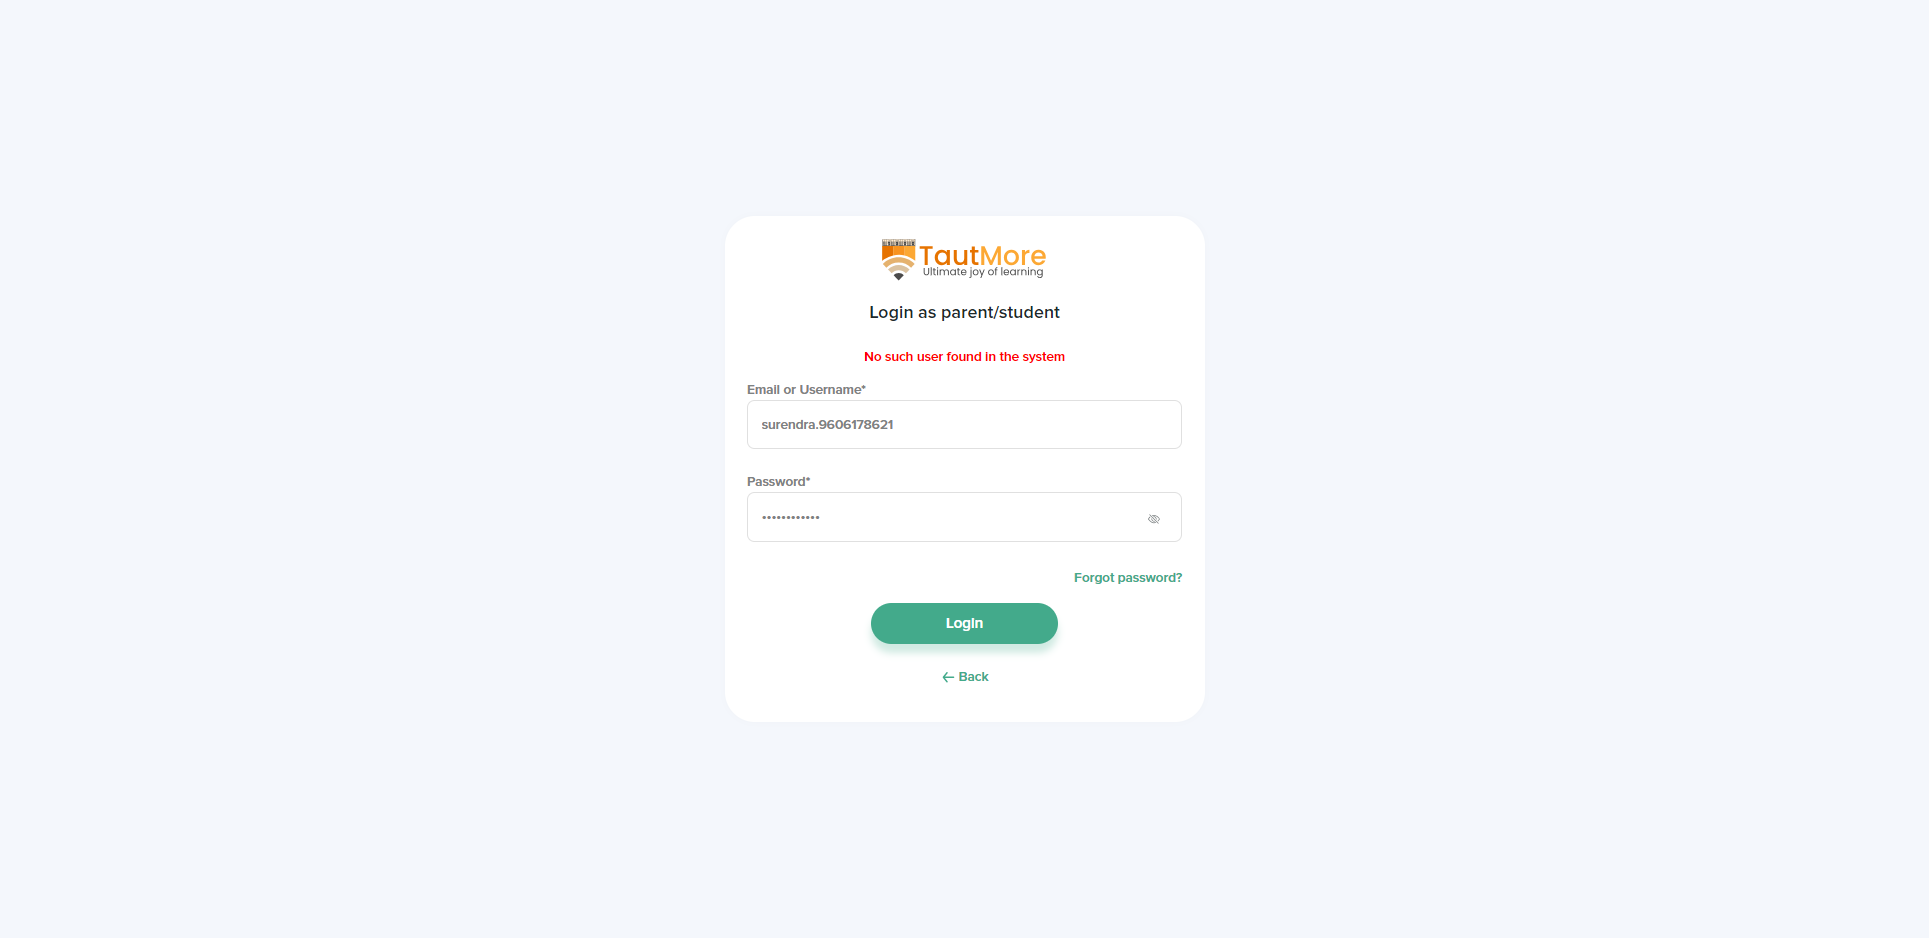 TautMore
Ultimate joy of learning
Login as parent/student
No such user found in the system
Email or Username*
surendra.9606178621
Password*
••••••••••••
Forgot password?
Login
← Back